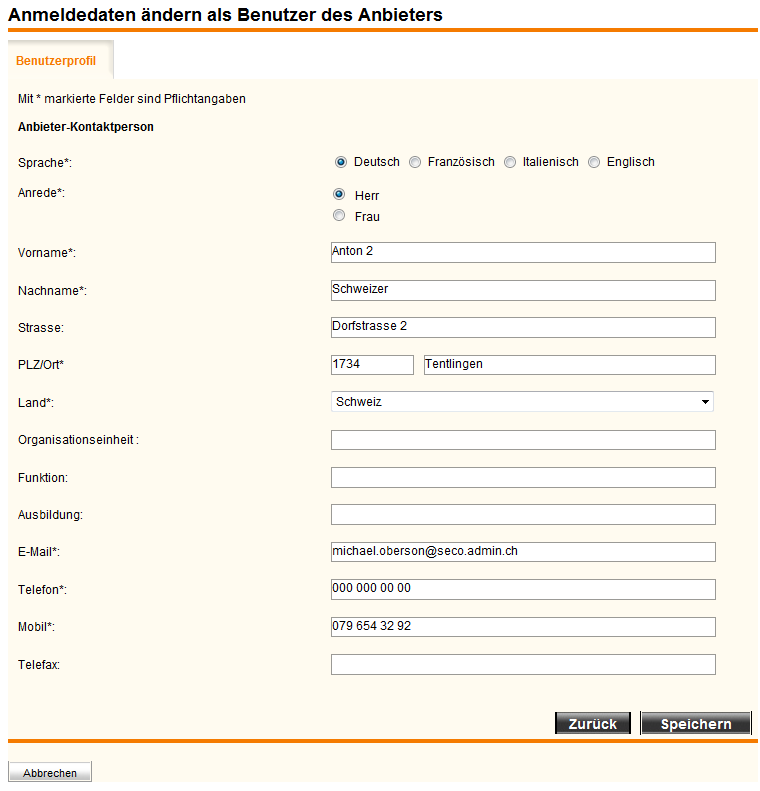 Anmeldedaten ändern als Benutzer des Anbieters
Benutzerprofil
Mit * markierte Felder sind Pflichtangaben
Anbieter-Kontaktperson
Sprache*: Deutsch Französisch Italienisch Englisch
Anrede*: Herr
Frau
Vorname*: Anton 2
Nachname*: Schweizer
Strasse: Dorfstrasse 2
PLZ/Ort* 1734 Tentlingen
Land*: Schweiz
Organisationseinheit :
Funktion:
Ausbildung:
E-Mail*: michael.oberson@seco.admin.ch
Telefon*: 000 000 00 00
Mobil*: 079 654 32 92
Telefax:
Zurück Speichern
Abbrechen